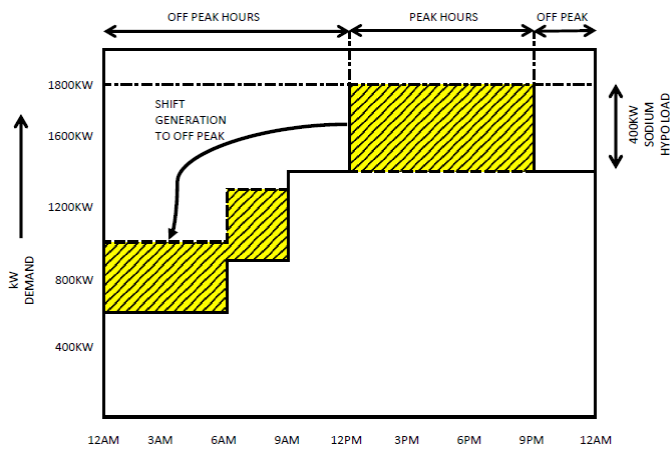 OFF PEAK HOURS
PEAK HOURS
OFF PEAK
1800KW
1600KW
1200KW
800KW
400KW
kW
DEMAND
SHIFT
GENERATION
TO OFF PEAK
400KW
SODIUM
HYPO LOAD
12AM 3AM 6AM 9AM 12PM 3PM 6PM 9PM 12AM